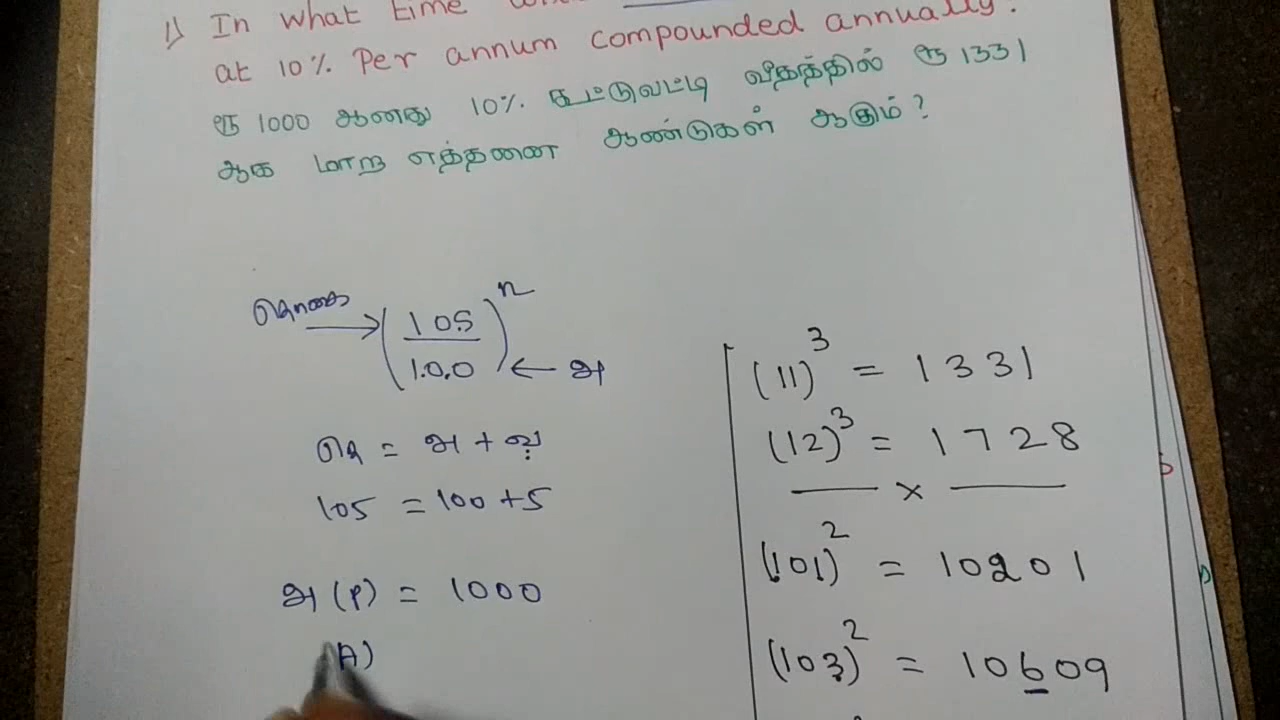 1) In what time
at 10% Per annum compounded annually?
ரூ 1000 ஆனது 10% கூட்டுவட்டி வீதத்தில் ரூ 1331
ஆக மாற எத்தனை ஆண்டுகள் ஆகும்?
தொகை → (105/100)ⁿ ← அ
தொ = அ + வ
105 = 100 + 5
அ (P) = 1000
(A)
(11)³ = 1331
(12)³ = 1728
×
(101)² = 10201
(103)² = 10609